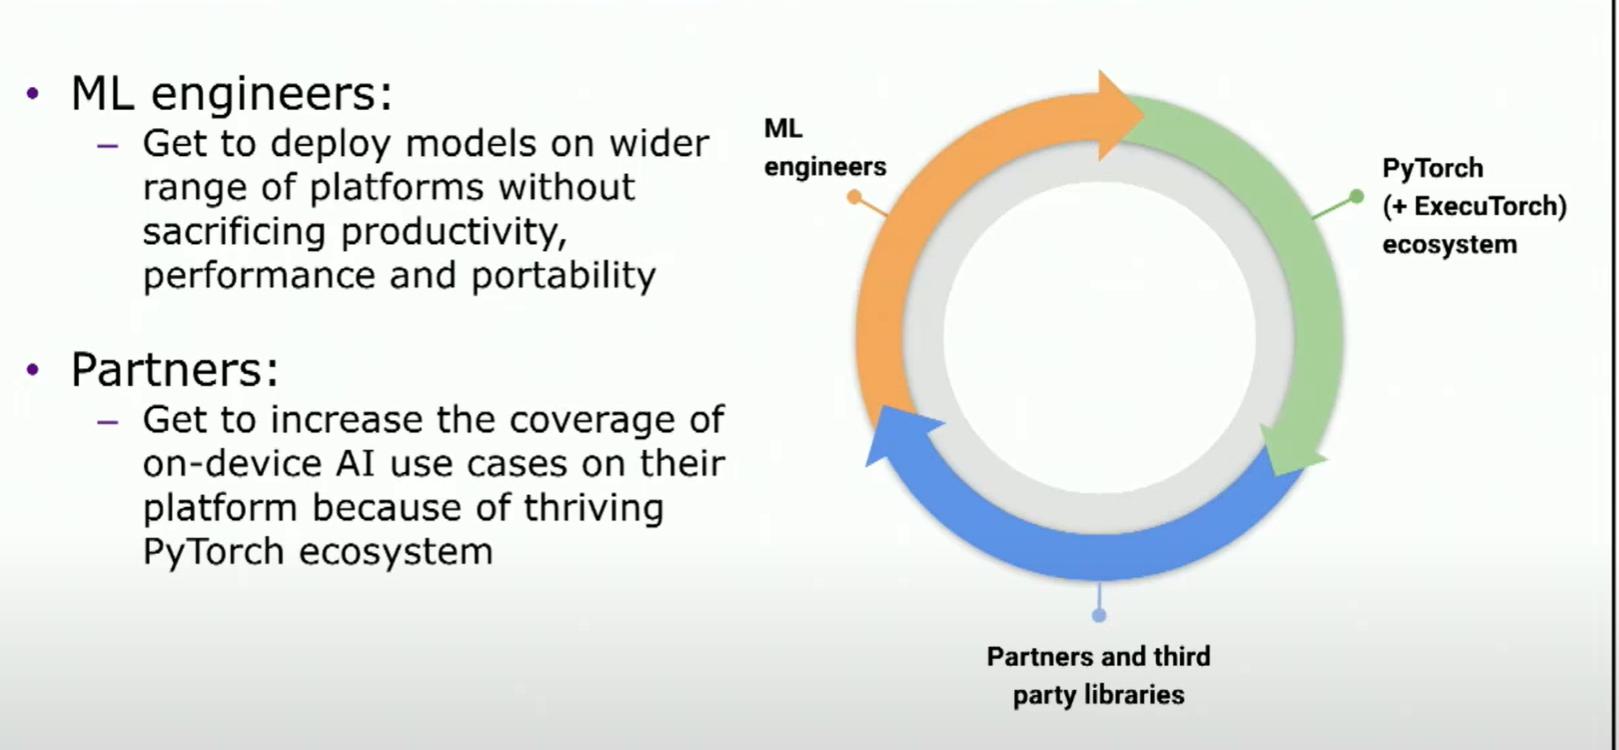 • ML engineers:
– Get to deploy models on wider
range of platforms without
sacrificing productivity,
performance and portability
• Partners:
– Get to increase the coverage of
on-device AI use cases on their
platform because of thriving
PyTorch ecosystem
ML
engineers
PyTorch
(+ ExecuTorch)
ecosystem
Partners and third
party libraries